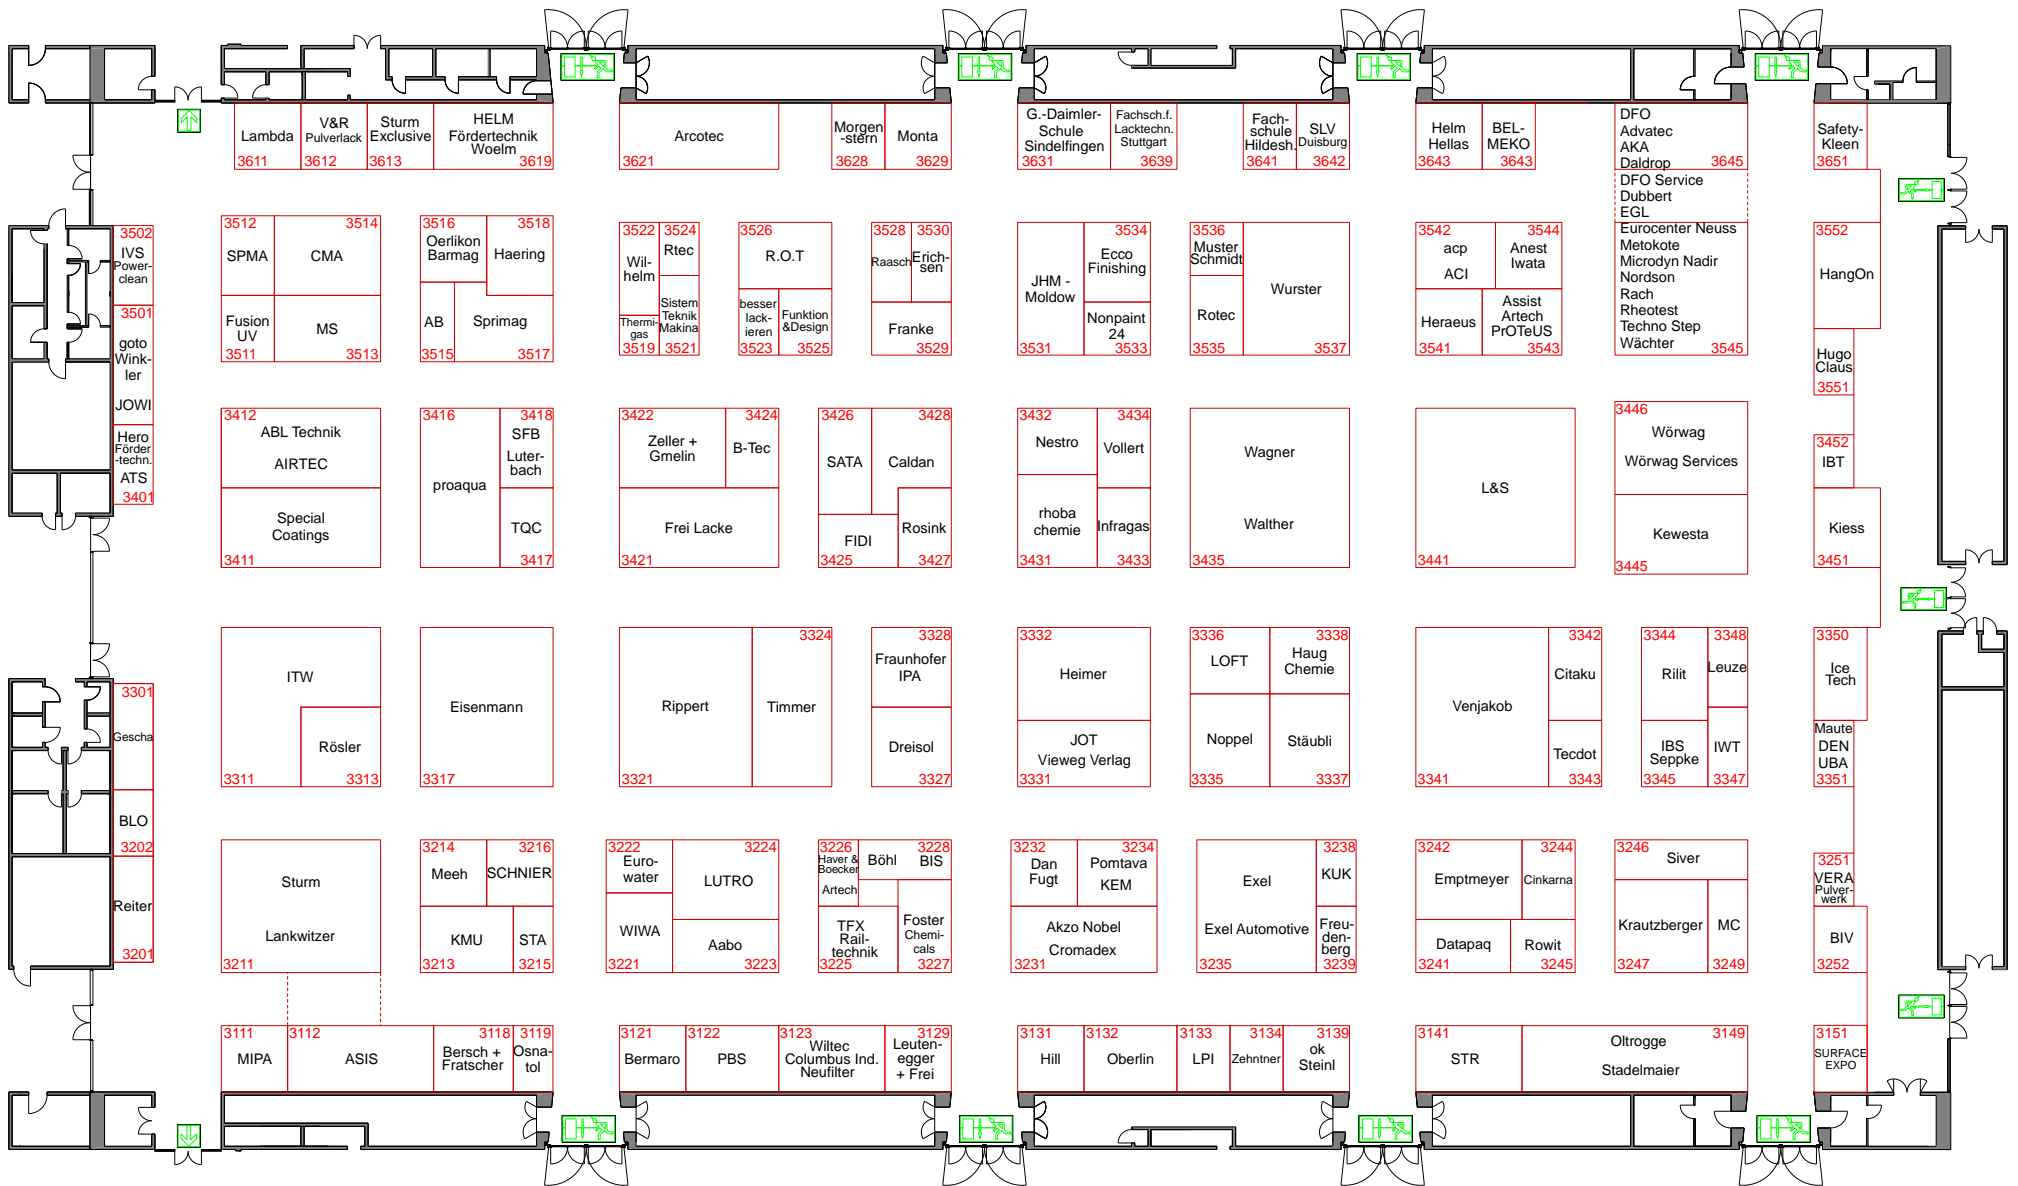 Lambda
3611
V&R
Pulverlack
3612
Sturm
Exclusive
3613
HELM
Fördertechnik
Woelm
3619
Arcotec
3621
Morgen
-stern
3628
Monta
3629
G.-Daimler-
Schule
Sindelfingen
3631
Fachsch.f.
Lacktechn.
Stuttgart
3639
Fach-
schule
Hildesh.
3641
SLV
Duisburg
3642
Helm
Hellas
3643
BEL-
MEKO
3643
DFO
Advatec
AKA
Daldrop
3645
DFO Service
Dubbert
EGL
Eurocenter Neuss
Metokote
Microdyn Nadir
Nordson
Rach
Rheotest
Techno Step
Wächter
3545
Safety-
Kleen
3651
3502
IVS
Power-
clean
3501
goto
Wink-
ler
JOWI
Hero
Förder
-techn.
ATS
3401
3512
SPMA
3514
CMA
Fusion
UV
3511
MS
3513
3516
Oerlikon
Barmag
3518
Haering
AB
3515
Sprimag
3517
3522
Wil-
helm
3524
Rtec
Thermi-
gas
3519
Sistem
Teknik
Makina
3521
3526
R.O.T
besser
lack-
ieren
3523
Funktion
&Design
3525
3528
Raasch
3530
Erich-
sen
Franke
3529
JHM -
Moldow
3531
3534
Ecco
Finishing
Nonpaint
24
3533
3536
Muster
Schmidt
Rotec
3535
Wurster
3537
3542
acp
ACI
3544
Anest
Iwata
Heraeus
3541
Assist
Artech
PrOTeUS
3543
3552
HangOn
Hugo
Claus
3551
3412
ABL Technik
AIRTEC
Special
Coatings
3411
3416
proaqua
3418
SFB
Luter-
bach
TQC
3417
3422
Zeller +
Gmelin
3424
B-Tec
Frei Lacke
3421
3426
SATA
3428
Caldan
FIDI
3425
Rosink
3427
3432
Nestro
3434
Vollert
rhoba
chemie
3431
Infragas
3433
Wagner
Walther
3435
L&S
3441
3446
Wörwag
Wörwag Services
Kewesta
3445
3452
IBT
Kiess
3451
3301
Gescha
BLO
3202
Reiter
3201
ITW
3311
Rösler
3313
Eisenmann
3317
Rippert
3321
3324
Timmer
3328
Fraunhofer
IPA
Dreisol
3327
3332
Heimer
JOT
Vieweg Verlag
3331
3336
LOFT
3338
Haug
Chemie
Noppel
3335
Stäubli
3337
Venjakob
3341
3342
Citaku
Tecdot
3343
3344
Rilit
3348
Leuze
IBS
Seppke
3345
IWT
3347
3350
Ice
Tech
Maute
DEN
UBA
3351
Sturm
Lankwitzer
3211
3214
Meeh
3216
SCHNIER
KMU
3213
STA
3215
3222
Euro-
water
3224
LUTRO
WIWA
3221
Aabo
3223
3226
Haver &
Boecker
Artech
3228
Böhl
BIS
TFX
Rail-
technik
3225
Foster
Chemi-
cals
3227
3232
Dan
Fugt
3234
Pomtava
KEM
Akzo Nobel
Cromadex
3231
Exel
Exel Automotive
3235
3238
KUK
Freu-
den-
berg
3239
3242
Emptmeyer
3244
Cinkarna
Datapaq
3241
Rowit
3245
3246
Siver
Krautzberger
3247
MC
3249
3251
VERA
Pulver-
werk
BIV
3252
3111
MIPA
3112
ASIS
3118
Bersch +
Fratscher
3119
Osna-
tol
3121
Bermaro
3122
PBS
3123
Wiltec
Columbus Ind.
Neufilter
3129
Leuten-
egger
+ Frei
3131
Hill
3132
Oberlin
3133
LPI
3134
Zehntner
3139
ok
Steinl
3141
STR
3149
Oltrogge
Stadelmaier
3151
SURFACE
EXPO